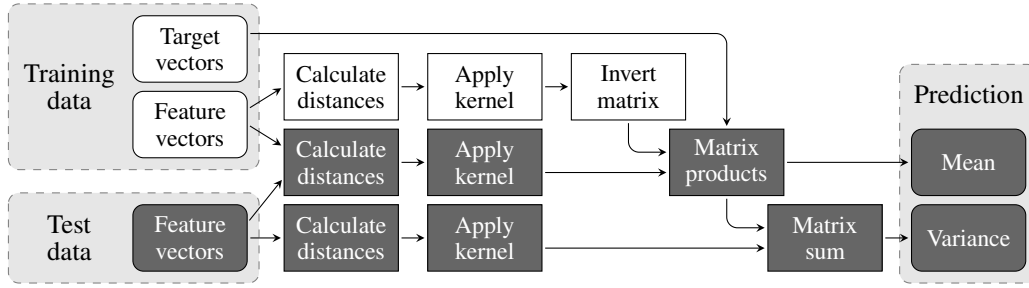 Training
data
Target
vectors
Feature
vectors
Calculate
distances
Apply
kernel
Invert
matrix
Calculate
distances
Apply
kernel
Matrix
products
Test
data
Feature
vectors
Calculate
distances
Apply
kernel
Matrix
sum
Prediction
Mean
Variance